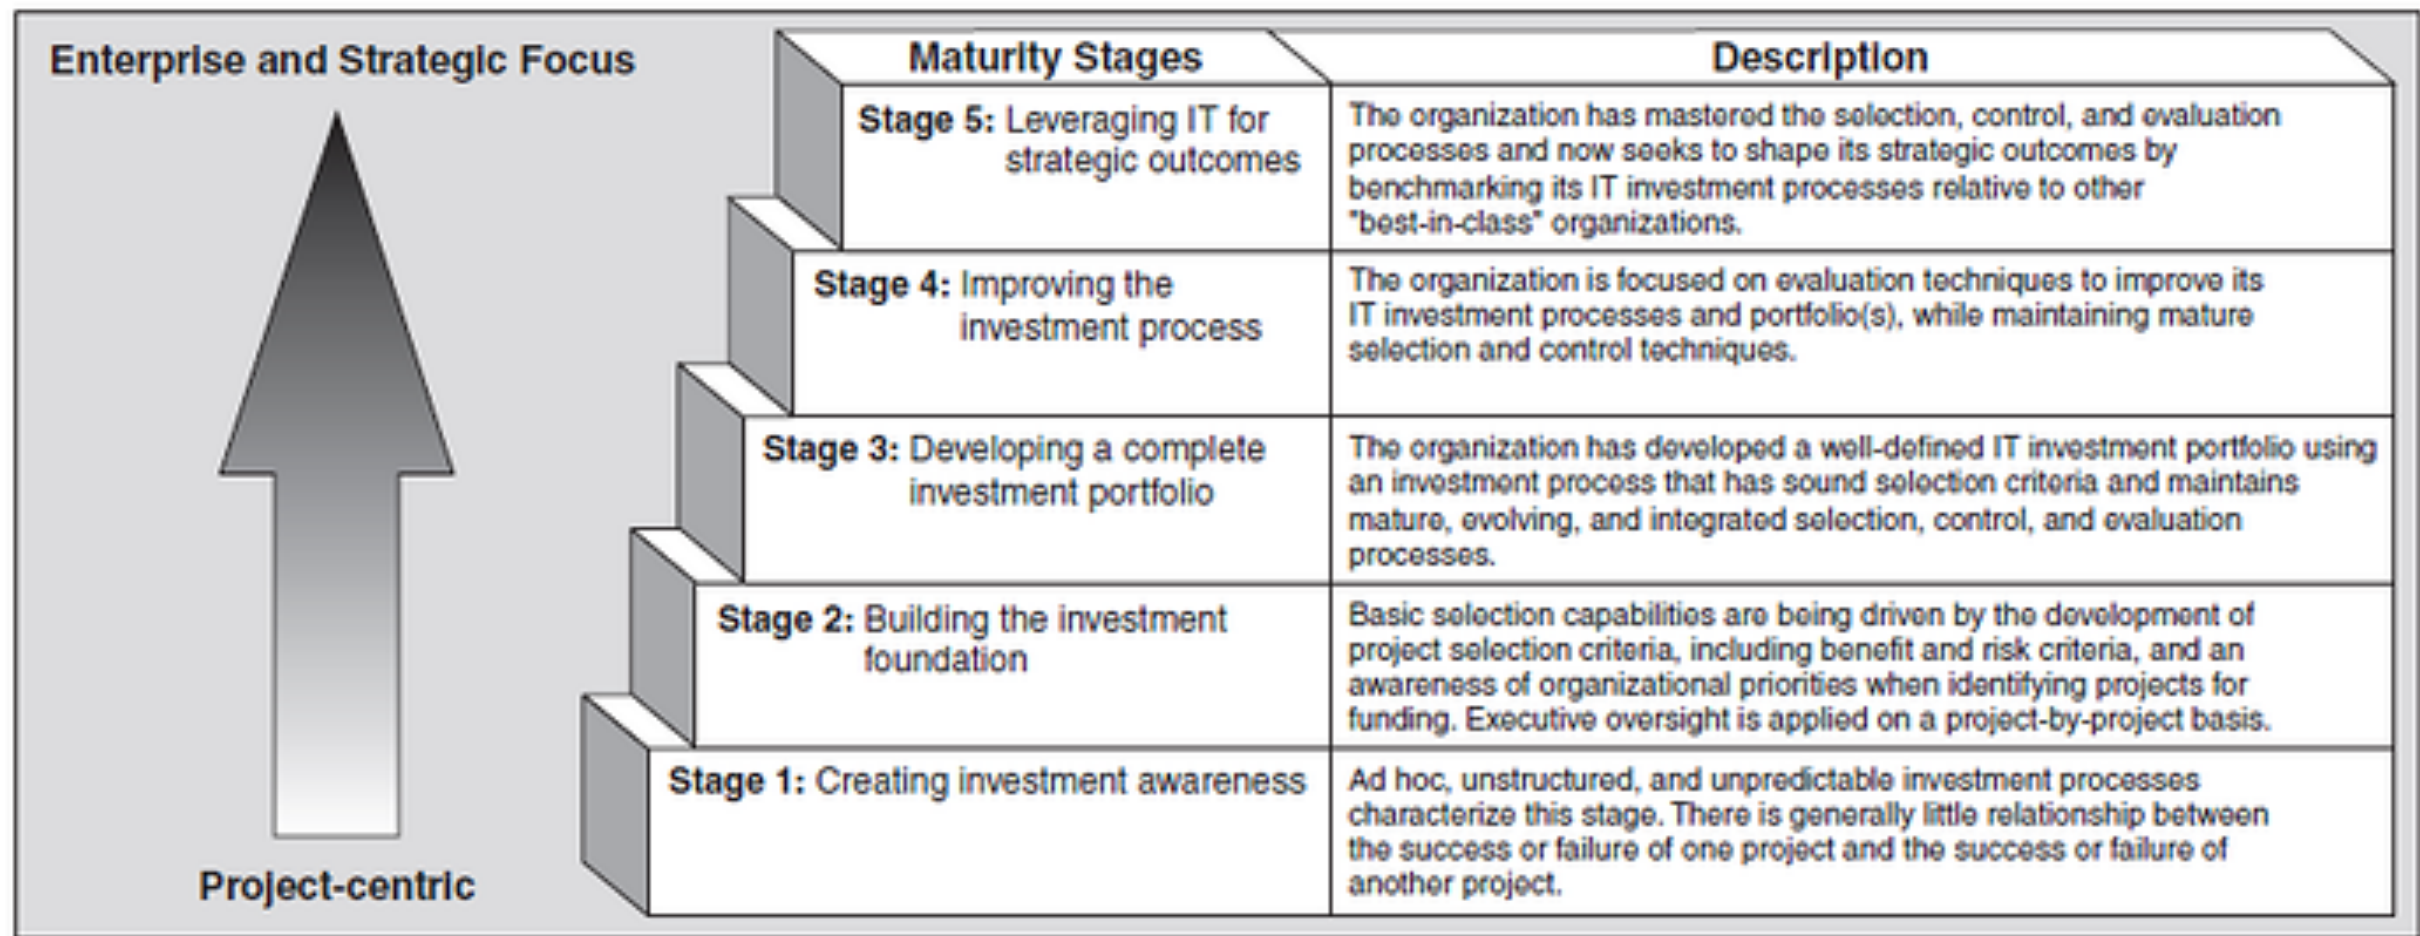 Enterprise and Strategic Focus
Project-centric
Maturity Stages
Description
Stage 5: Leveraging IT for
strategic outcomes
The organization has mastered the selection, control, and evaluation
processes and now seeks to shape its strategic outcomes by
benchmarking its IT investment processes relative to other
"best-in-class" organizations.
Stage 4: Improving the
investment process
The organization is focused on evaluation techniques to improve its
IT investment processes and portfolio(s), while maintaining mature
selection and control techniques.
Stage 3: Developing a complete
investment portfolio
The organization has developed a well-defined IT investment portfolio using
an investment process that has sound selection criteria and maintains
mature, evolving, and integrated selection, control, and evaluation
processes.
Stage 2: Building the investment
foundation
Basic selection capabilities are being driven by the development of
project selection criteria, including benefit and risk criteria, and an
awareness of organizational priorities when identifying projects for
funding. Executive oversight is applied on a project-by-project basis.
Stage 1: Creating investment awareness
Ad hoc, unstructured, and unpredictable investment processes
characterize this stage. There is generally little relationship between
the success or failure of one project and the success or failure of
another project.